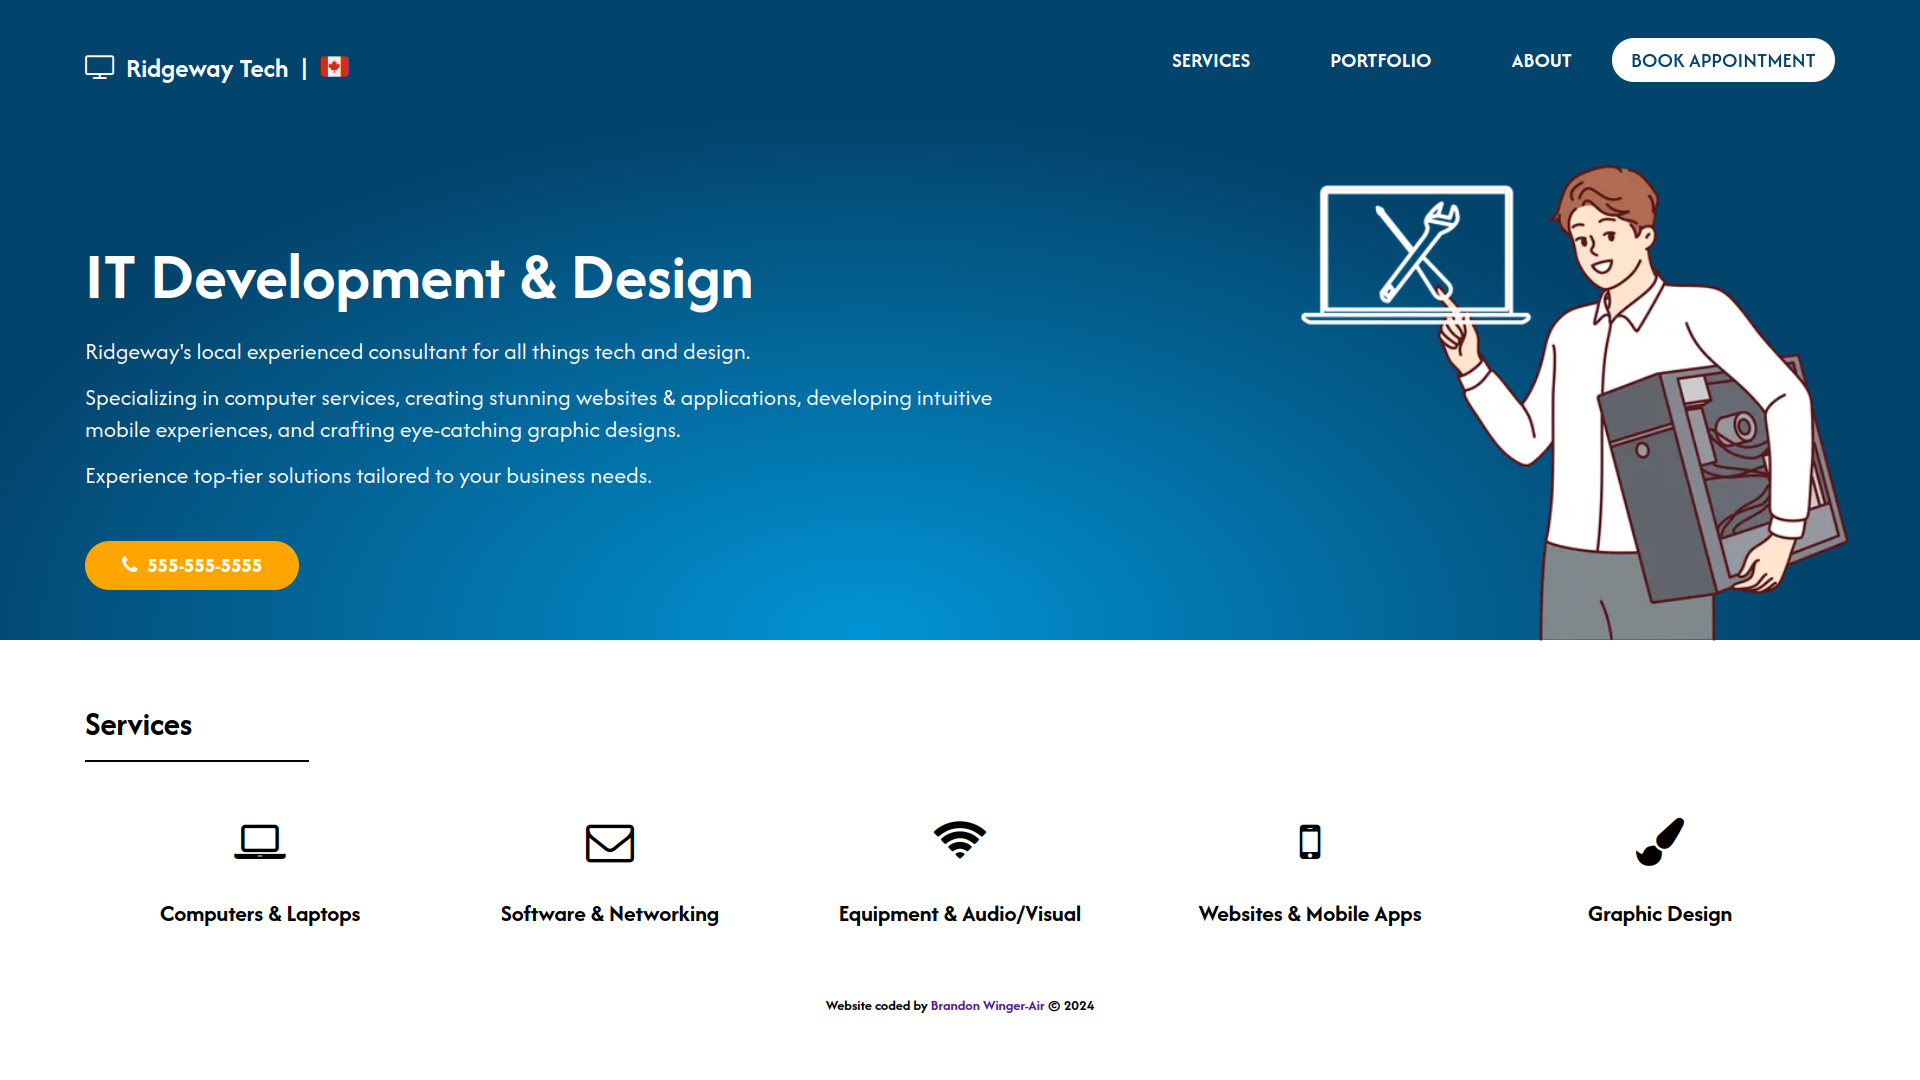 Ridgeway Tech |
SERVICES
PORTFOLIO
ABOUT
BOOK APPOINTMENT
IT Development & Design
Ridgeway's local experienced consultant for all things tech and design.
Specializing in computer services, creating stunning websites & applications, developing intuitive
mobile experiences, and crafting eye-catching graphic designs.
Experience top-tier solutions tailored to your business needs.
555-555-5555
Services
Computers & Laptops
Software & Networking
Equipment & Audio/Visual
Websites & Mobile Apps
Graphic Design
Website coded by Brandon Winger-Air © 2024